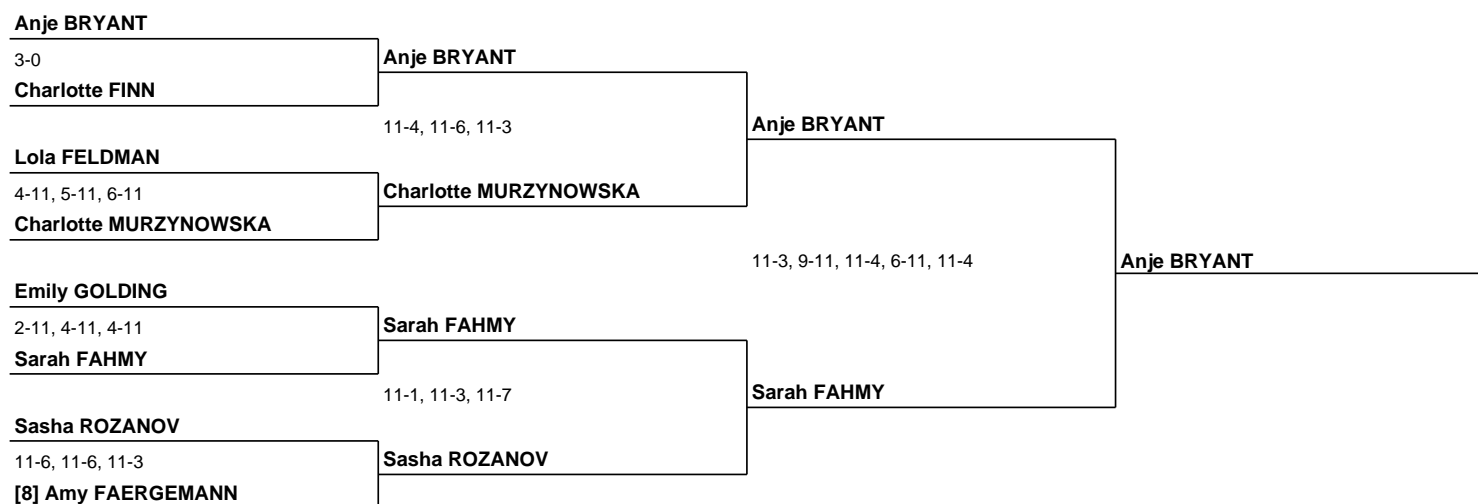 Anje BRYANT
3-0
Charlotte FINN
Anje BRYANT
11-4, 11-6, 11-3
Lola FELDMAN
4-11, 5-11, 6-11
Charlotte MURZYNOWSKA
Charlotte MURZYNOWSKA
Anje BRYANT
11-3, 9-11, 11-4, 6-11, 11-4
Anje BRYANT
Emily GOLDING
2-11, 4-11, 4-11
Sarah FAHMY
Sarah FAHMY
11-1, 11-3, 11-7
Sarah FAHMY
Sasha ROZANOV
11-6, 11-6, 11-3
[8] Amy FAERGEMANN
Sasha ROZANOV